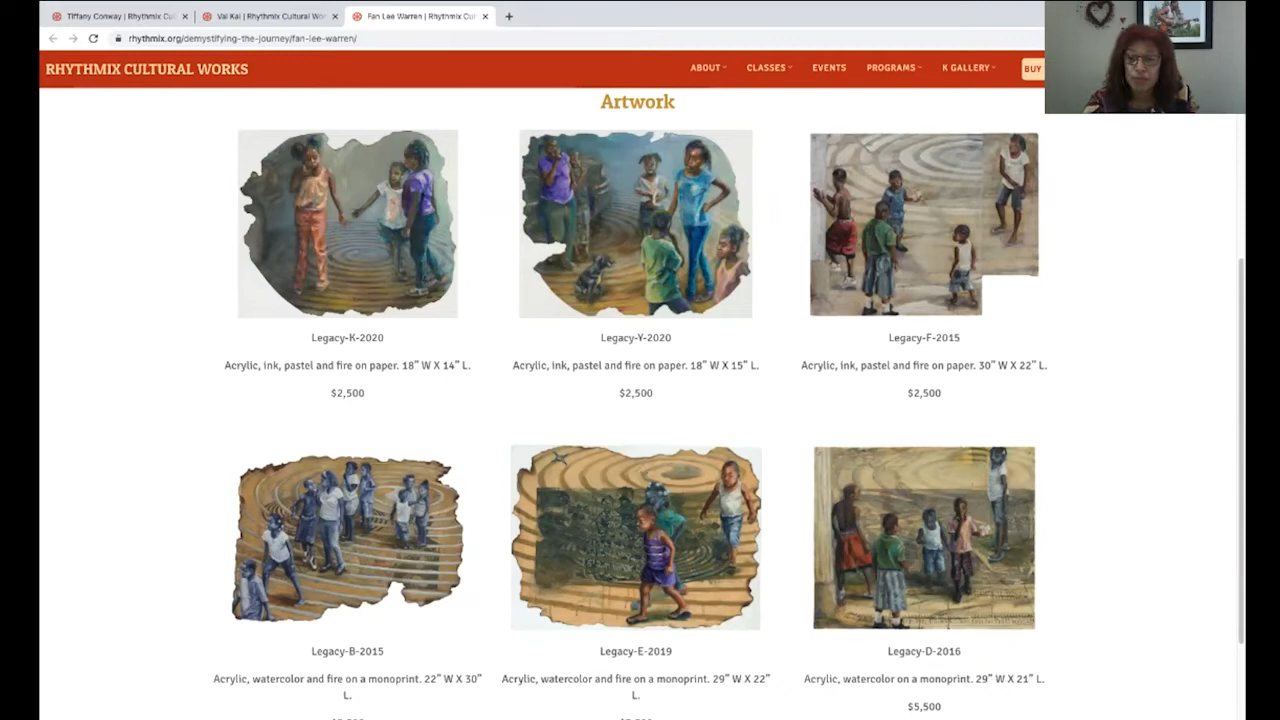 Tiffany Conway | Rhythmix Cul
Val Kai | Rhythmix Cultural Wor
Fan Lee Warren | Rhythmix Cul
rhythmix.org/demystifying-the-journey/fan-lee-warren/
RHYTHMIX CULTURAL WORKS
ABOUT
CLASSES
EVENTS
PROGRAMS
K GALLERY
BUY
Artwork
Legacy-K-2020
Legacy-Y-2020
Legacy-F-2015
Acrylic, ink, pastel and fire on paper. 18” W X 14” L.
Acrylic, ink, pastel and fire on paper. 18” W X 15” L.
Acrylic, ink, pastel and fire on paper. 30” W X 22” L.
$2,500
$2,500
$2,500
Legacy-B-2015
Legacy-E-2019
Legacy-D-2016
Acrylic, watercolor and fire on a monoprint. 22” W X 30”
L.
Acrylic, watercolor and fire on a monoprint. 29” W X 22”
L.
Acrylic, watercolor on a monoprint. 29” W X 21” L.
$5,500